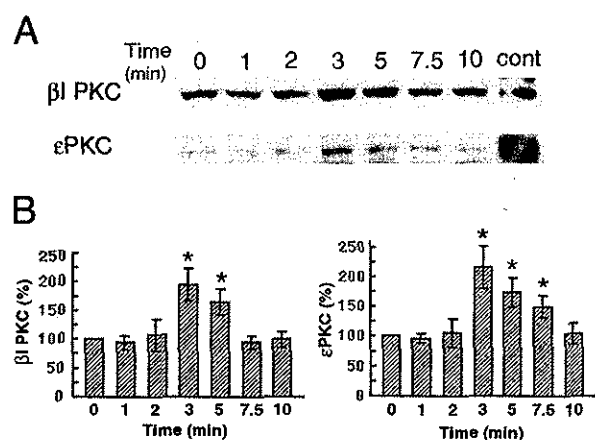 A
Time (min) 0 1 2 3 5 7.5 10 cont
βI PKC
εPKC
B
βI PKC (%)
250
200
150
100
50
0
* *
0 1 2 3 5 7.5 10
Time (min)
εPKC (%)
250
200
150
100
50
0
* * *
0 1 2 3 5 7.5 10
Time (min)